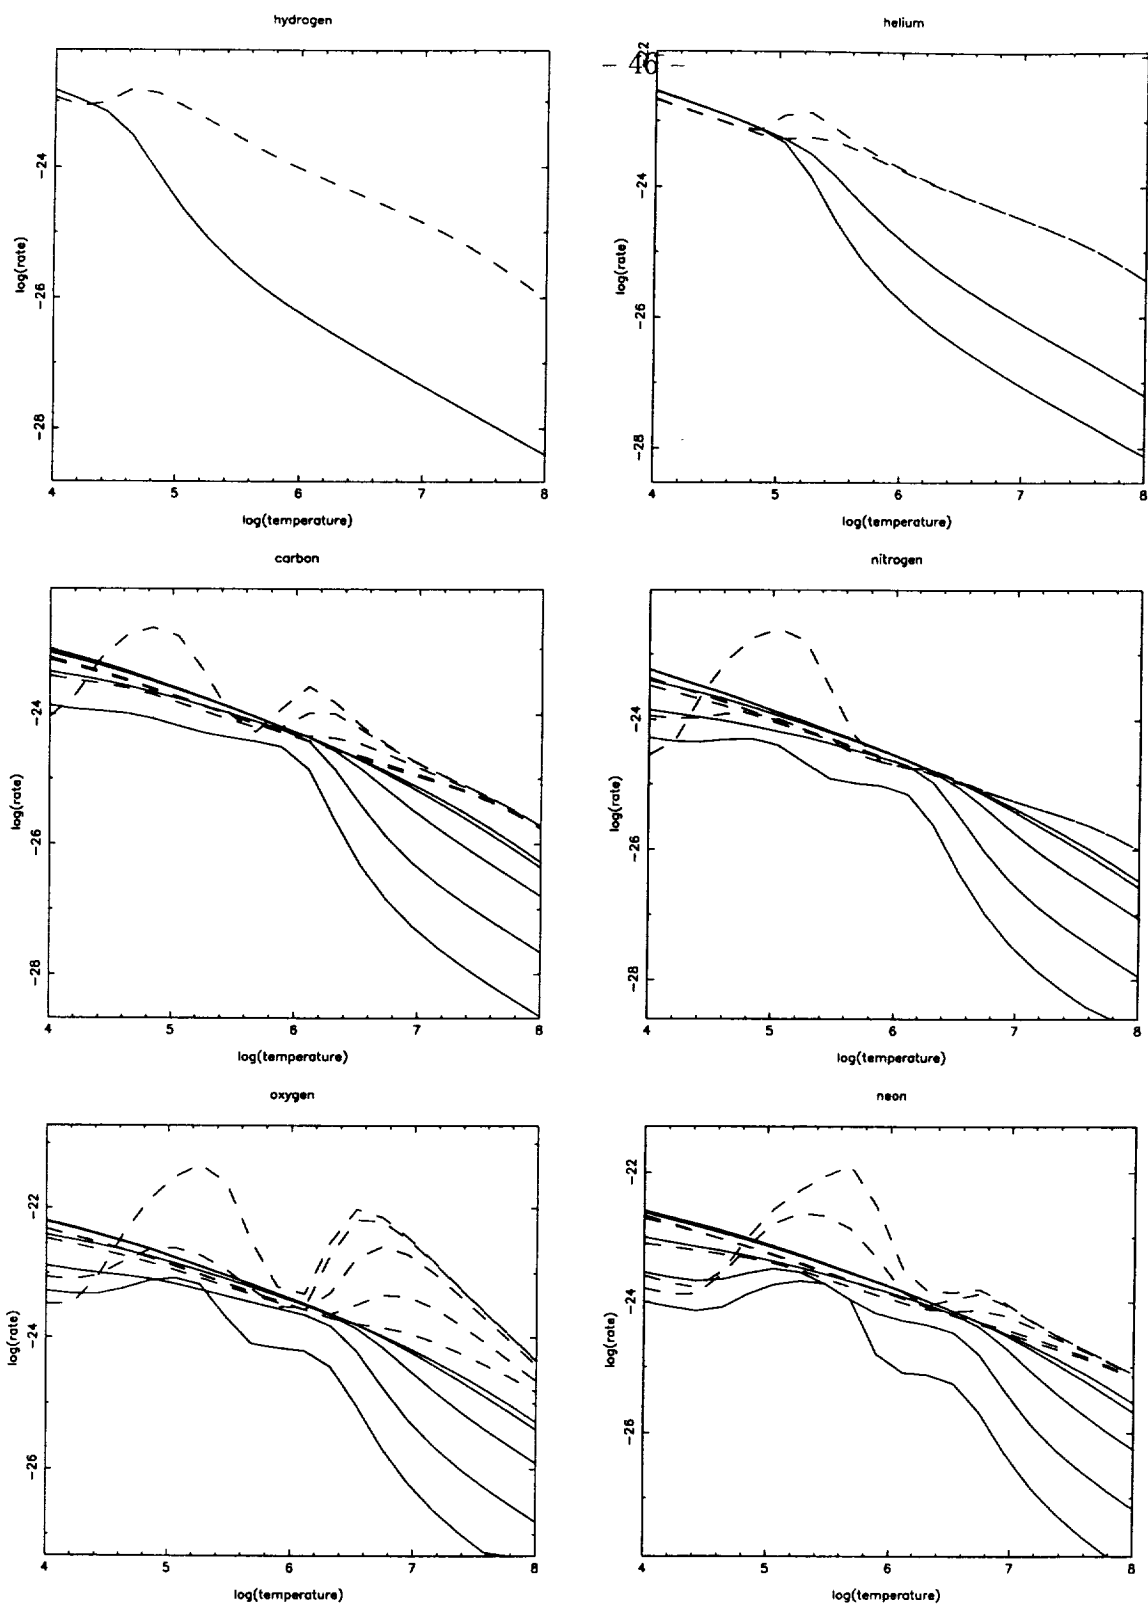 hydrogen
helium
– 46 –
-24
-26
-28
log(rate)
4 5 6 7 8
log(temperature)
-22
-24
-26
-28
log(rate)
4 5 6 7 8
log(temperature)
carbon
nitrogen
-24
-26
-28
log(rate)
4 5 6 7 8
log(temperature)
-24
-26
-28
log(rate)
4 5 6 7 8
log(temperature)
oxygen
neon
-22
-24
-26
log(rate)
4 5 6 7 8
log(temperature)
-22
-24
-26
log(rate)
4 5 6 7 8
log(temperature)